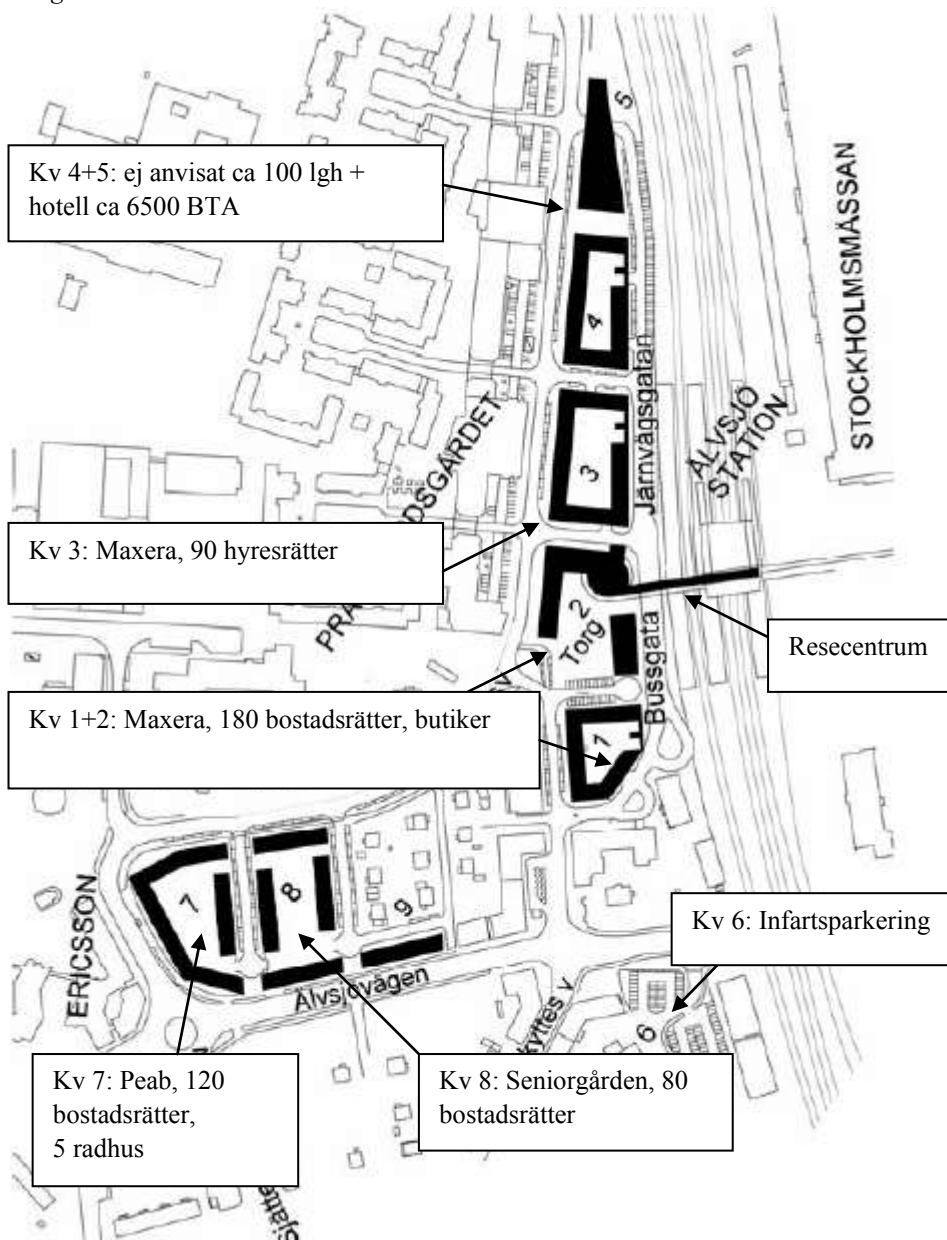 5
Kv 4+5: ej anvisat ca 100 lgh +
hotell ca 6500 BTA
STOCKHOLMSMÄSSAN
4
Järnvägsgatan
ÄLVSJÖ
STATION
3
Kv 3: Maxera, 90 hyresrätter
2
Torg
Resecentrum
Bussgata
Kv 1+2: Maxera, 180 bostadsrätter, butiker
1
ERICSSON
7
8
9
Kv 6: Infartsparkering
Älvsjövägen
6
Kv 7: Peab, 120
bostadsrätter,
5 radhus
Kv 8: Seniorgården, 80
bostadsrätter